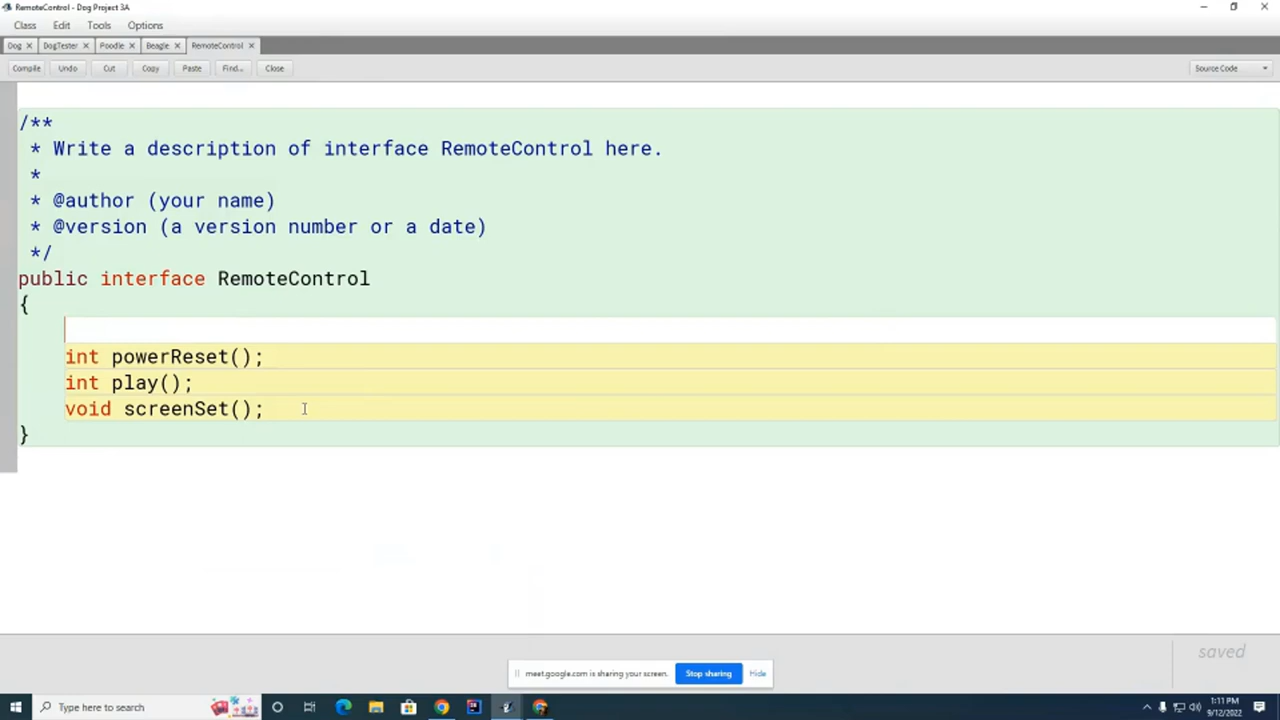 RemoteControl - Dog Project 3A
Class Edit Tools Options
Dog × DogTester × Poodle × Beagle × RemoteControl ×
Compile Undo Cut Copy Paste Find... Close Source Code
/**
* Write a description of interface RemoteControl here.
*
* @author (your name)
* @version (a version number or a date)
*/
public interface RemoteControl
{
int powerReset();
int play();
void screenSet();
}
saved
meet.google.com is sharing your screen. Stop sharing Hide
Type here to search
1:11 PM
9/12/2022